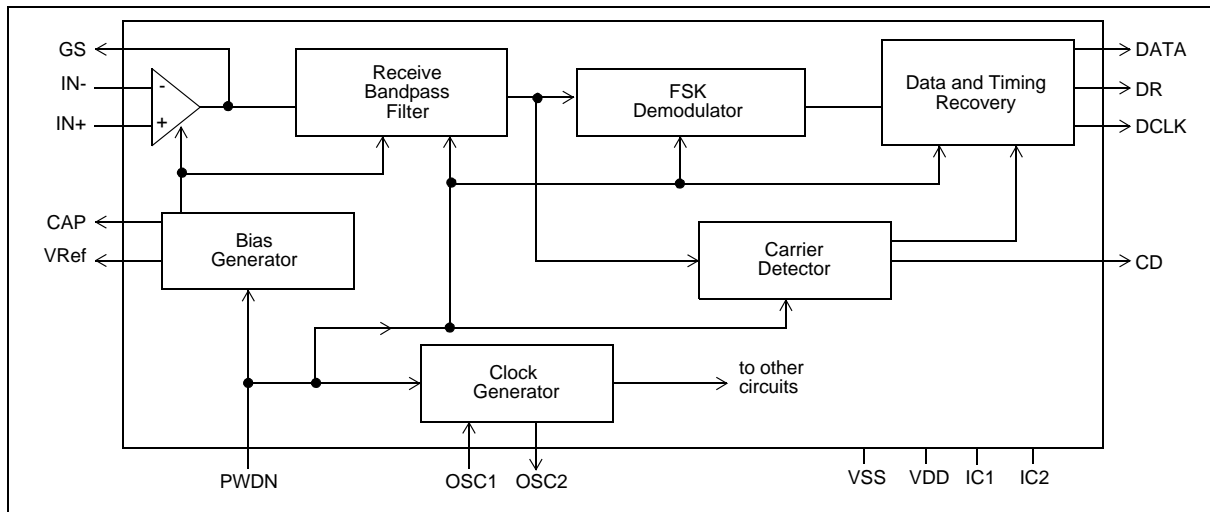 GS
IN-
IN+
-
+
Receive
Bandpass
Filter
FSK
Demodulator
Data and Timing
Recovery
DATA
DR
DCLK
CAP
VRef
Bias
Generator
Carrier
Detector
CD
Clock
Generator
to other
circuits
PWDN
OSC1
OSC2
VSS
VDD
IC1
IC2